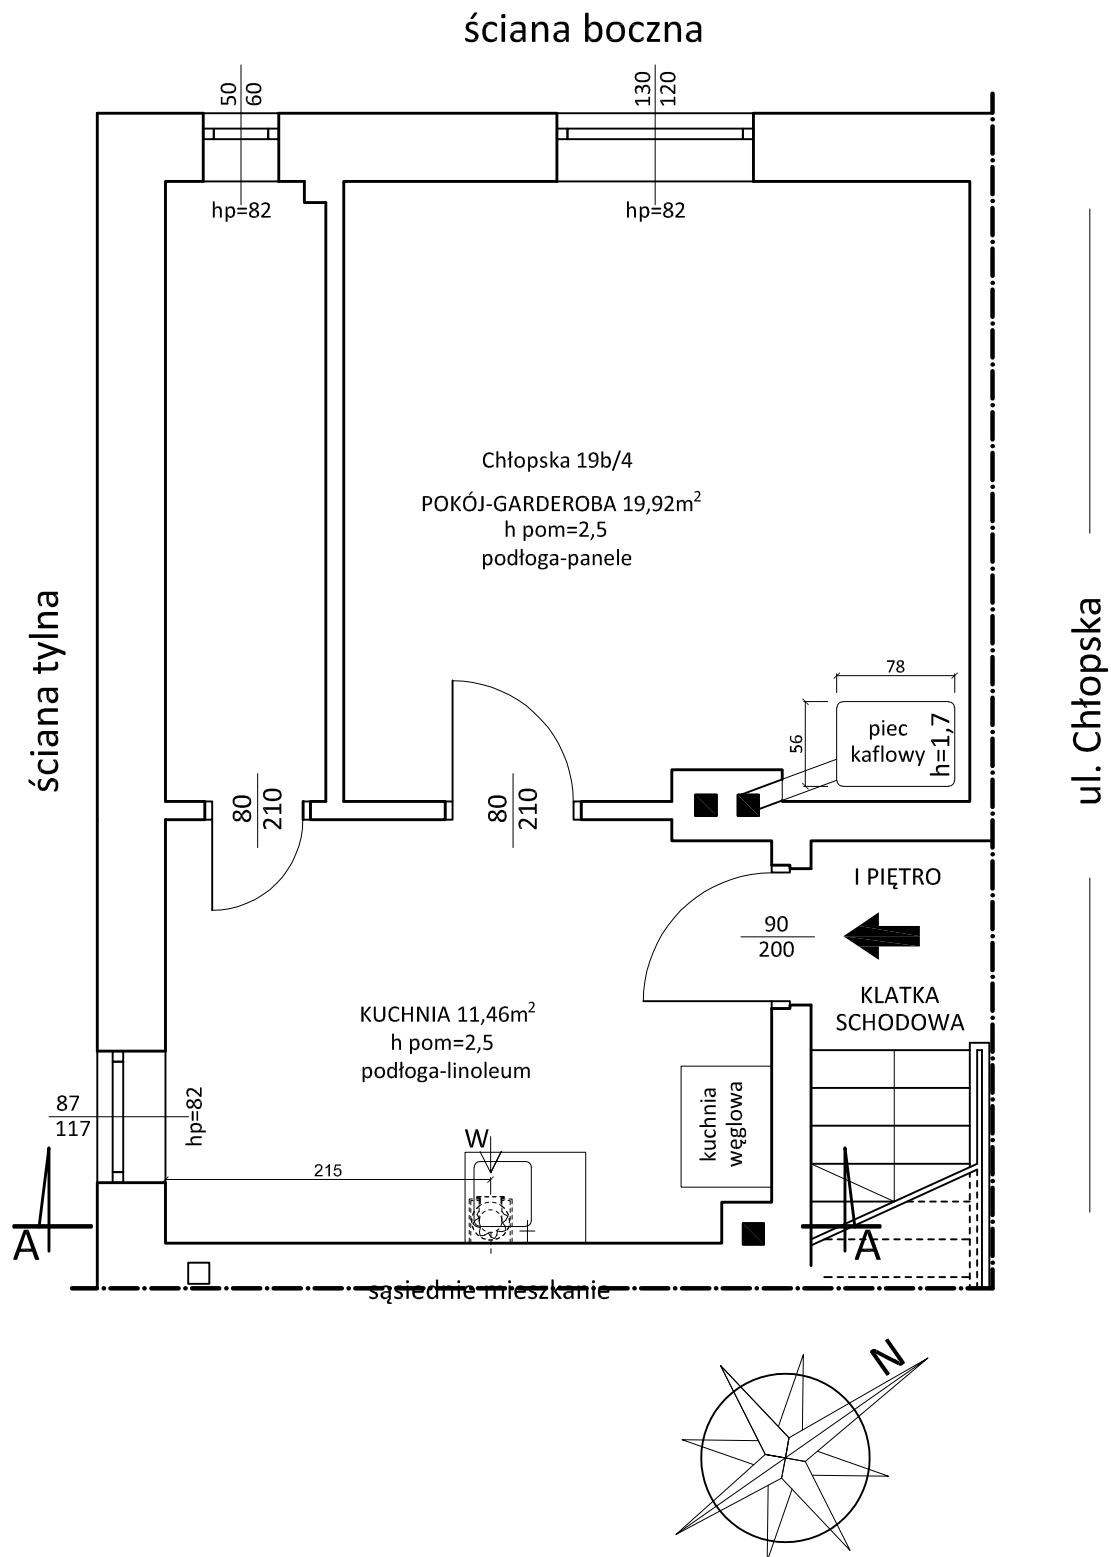 ściana boczna
50
60
130
120
hp=82
hp=82
Chłopska 19b/4
POKÓJ-GARDEROBA 19,92m²
h pom=2,5
podłoga-panele
ściana tylna
ul. Chłopska
78
56
piec
kaflowy
h=1,7
80
210
80
210
I PIĘTRO
90
200
KLATKA
SCHODOWA
KUCHNIA 11,46m²
h pom=2,5
podłoga-linoleum
87
117
hp=82
kuchnia
węglowa
W
215
A
A
sąsiednie mieszkanie
N